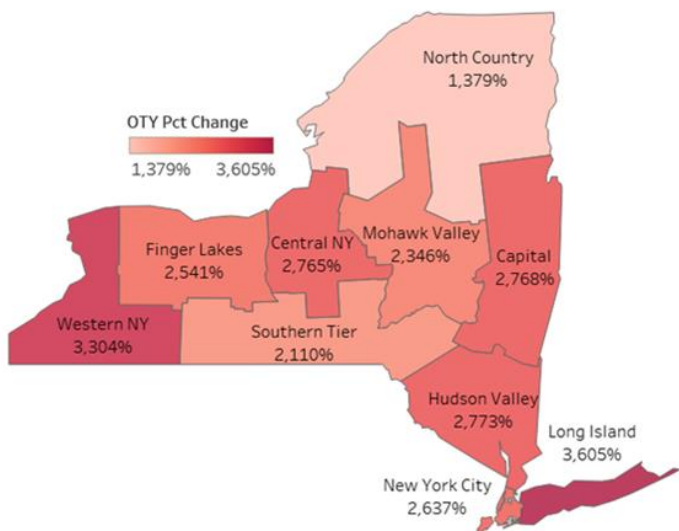 North Country
1,379%
OTY Pct Change
1,379% 3,605%
Finger Lakes
2,541%
Central NY
2,765%
Mohawk Valley
2,346%
Capital
2,768%
Western NY
3,304%
Southern Tier
2,110%
Hudson Valley
2,773%
Long Island
3,605%
New York City
2,637%